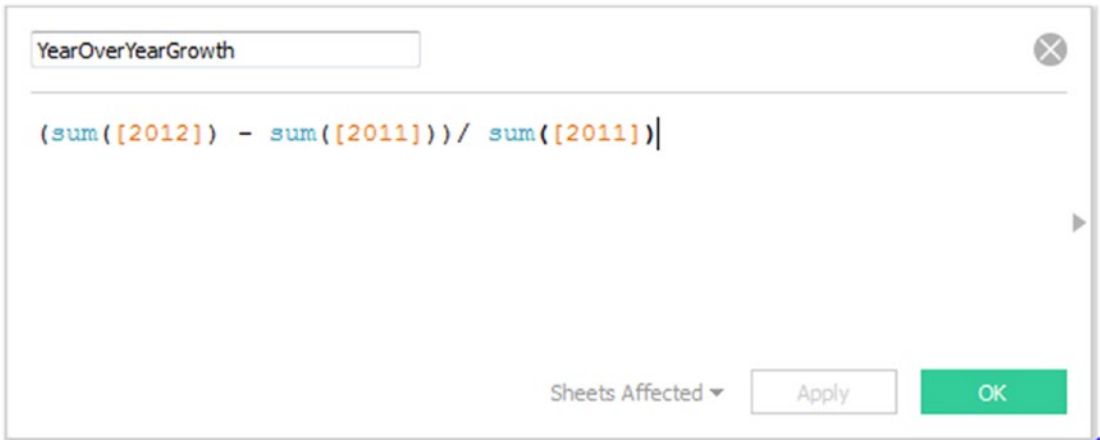 YearOverYearGrowth
(sum([2012]) - sum([2011]))/ sum([2011])
Sheets Affected Apply OK